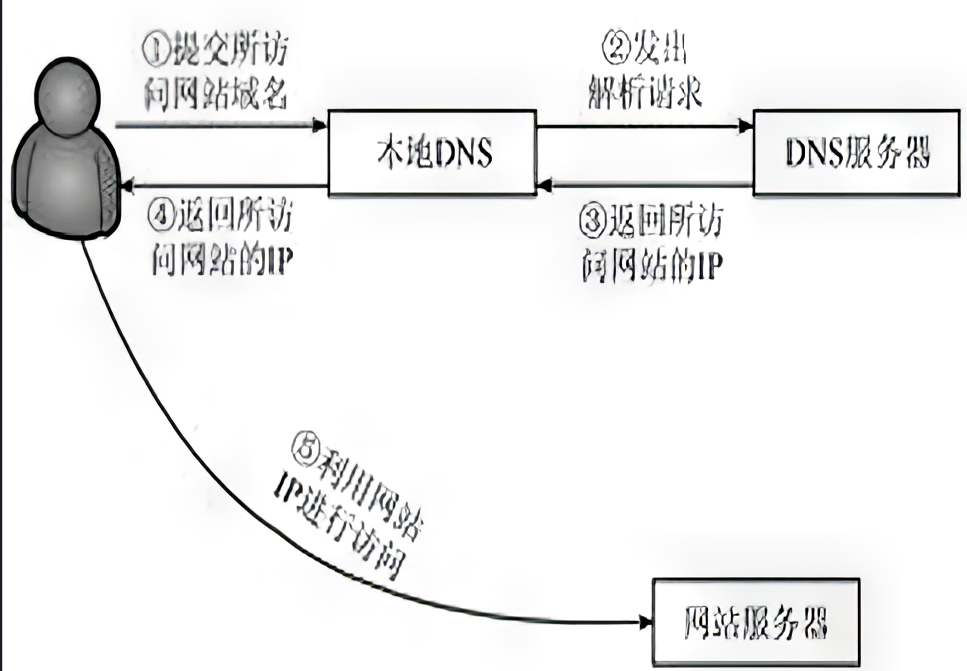 ①提交所访
问网站域名
②发出
解析请求
本地DNS
DNS服务器
④返回所访
问网站的IP
③返回所访
问网站的IP
⑤利用网站
IP进行访问
网站服务器